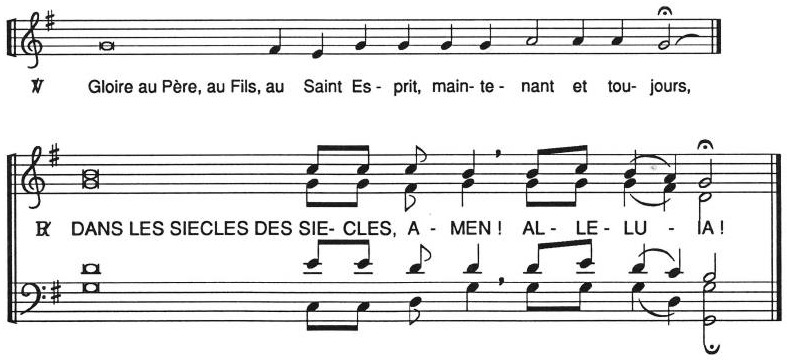 ℣ Gloire au Père, au Fils, au Saint Es - prit, main- te - nant et tou- jours,
℟ DANS LES SIECLES DES SIE- CLES, A - MEN ! AL - LE - LU - IA !